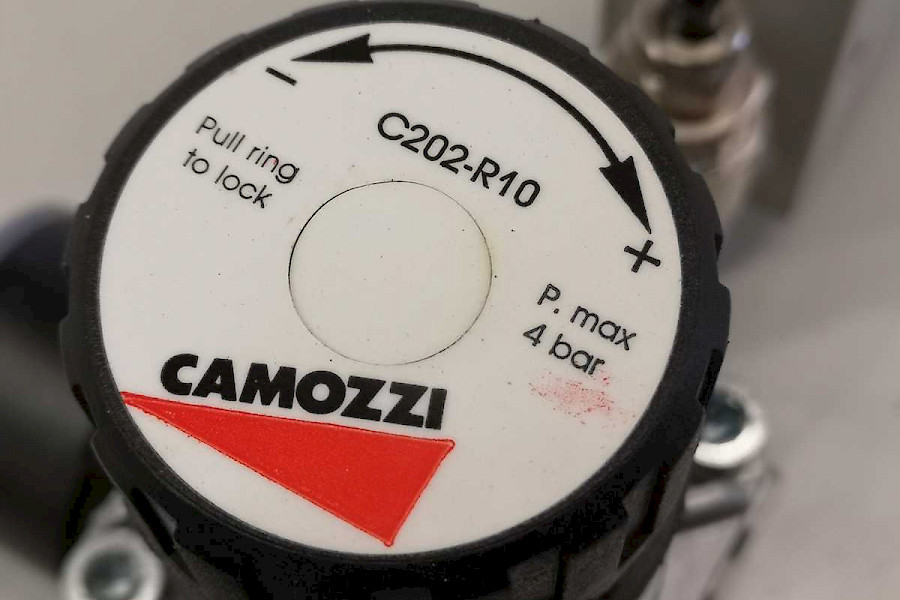 −
C202-R10
Pull ring
to lock
+
P. max
4 bar
CAMOZZI